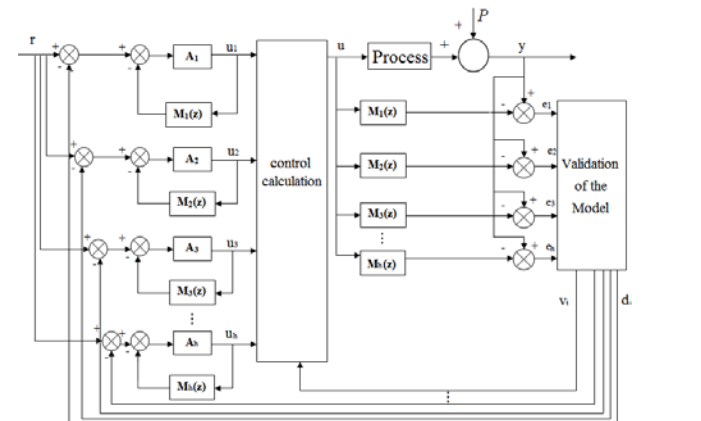 r
+
-
+
-
A₁
u₁
M₁(z)
+
-
+
-
A₂
u₂
M₂(z)
+
-
+
-
A₃
u₃
M₃(z)
⋮
+
-
+
-
Aₕ
uₕ
Mₕ(z)
control
calculation
u
Process
+
+
P
y
M₁(z)
-
+
e₁
M₂(z)
-
+
e₂
M₃(z)
-
+
e₃
⋮
Mₕ(z)
-
+
eₕ
Validation
of the
Model
vᵢ
dᵢ
⋮